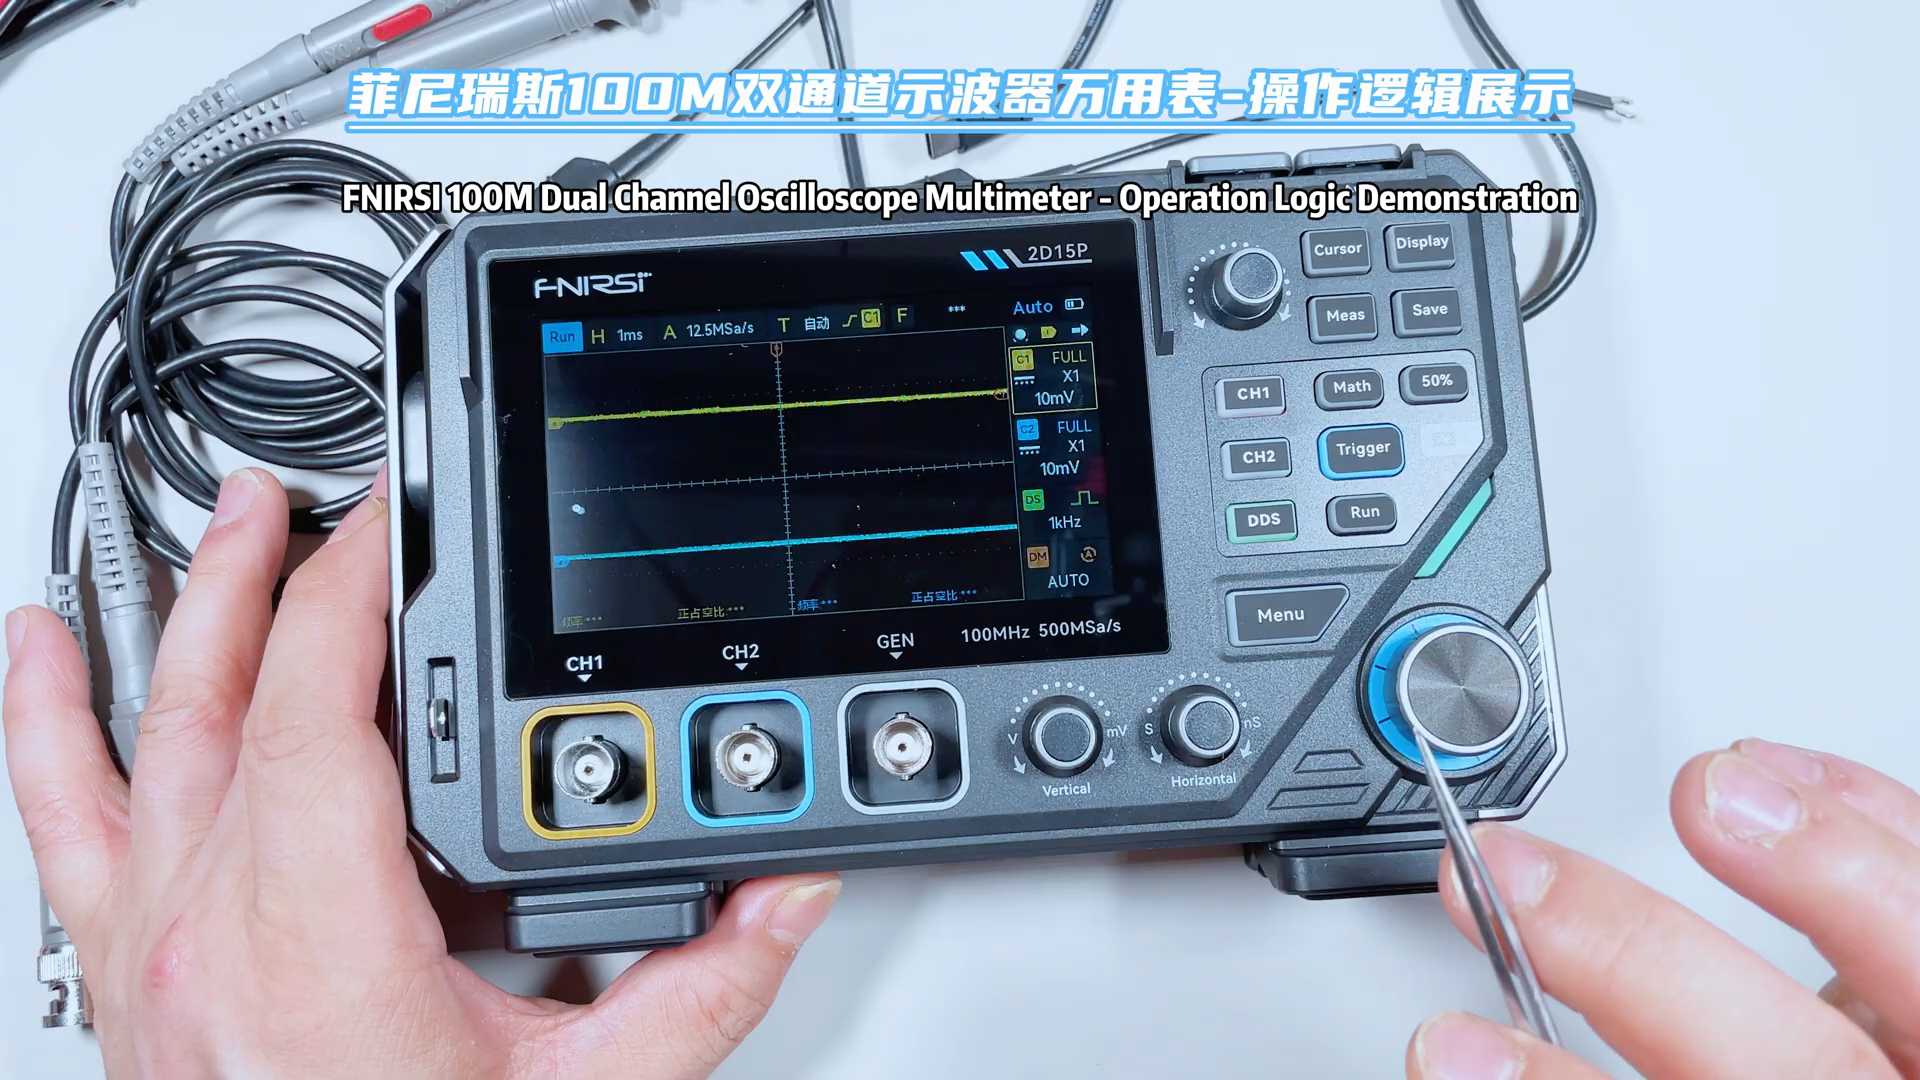 菲尼瑞斯100M双通道示波器万用表-操作逻辑展示
FNIRSI 100M Dual Channel Oscilloscope Multimeter - Operation Logic Demonstration
FNIRSI
2D15P
Run H 1ms A 12.5MSa/s T 自动 C1 F *** Auto
C1 FULL
X1
10mV
C2 FULL
X1
10mV
DS
1kHz
DM
AUTO
频率*** 正占空比*** 频率*** 正占空比***
CH1
CH2
GEN
100MHz 500MSa/s
Cursor
Display
Meas
Save
CH1
Math
50%
CH2
Trigger
DDS
Run
Menu
V
mV
Vertical
S
nS
Horizontal